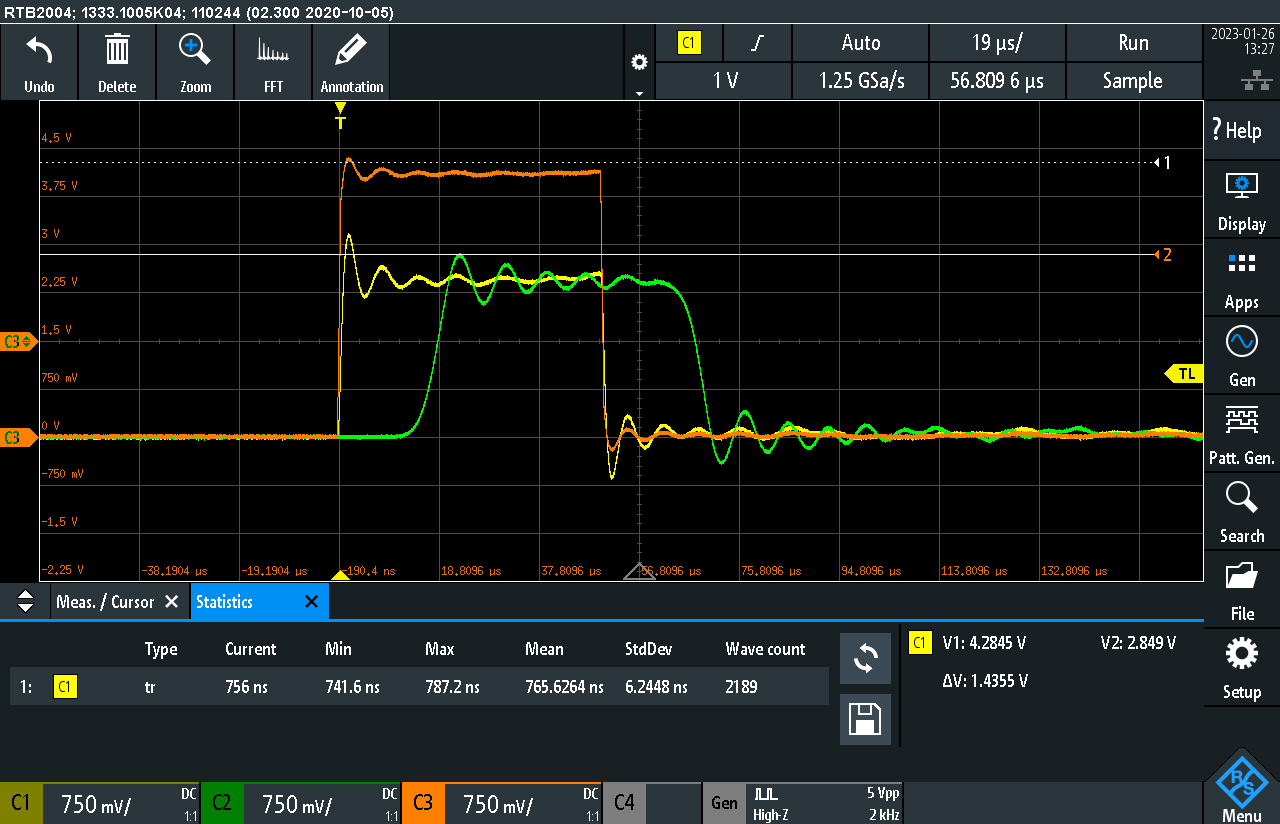 RTB2004; 1333.1005K04; 110244 (02.300 2020-10-05)
Undo Delete Zoom FFT Annotation
C1 Auto 19 µs/ Run
1 V 1.25 GSa/s 56.809 6 µs Sample
2023-01-26
13:27
T
4.5 V
1
3.75 V
3 V
2
2.25 V
C3
1.5 V
TL
750 mV
C3
0 V
-750 mV
-1.5 V
-2.25 V
-38.1904 µs -19.1904 µs -190.4 ns 18.8096 µs 37.8096 µs 56.8096 µs 75.8096 µs 94.8096 µs 113.8096 µs 132.8096 µs
? Help
Display
Apps
Gen
Patt. Gen.
Search
File
Setup
R&S
Menu
Meas. / Cursor Statistics
Type Current Min Max Mean StdDev Wave count
1: C1 tr 756 ns 741.6 ns 787.2 ns 765.6264 ns 6.2448 ns 2189
C1 V1: 4.2845 V V2: 2.849 V
ΔV: 1.4355 V
C1 750 mV/ DC 1:1
C2 750 mV/ DC 1:1
C3 750 mV/ DC 1:1
C4
Gen High-Z 5 Vpp 2 kHz